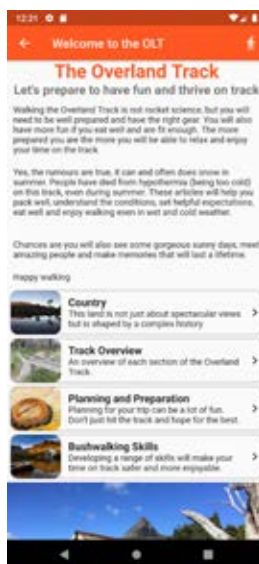 12:21
Welcome to the OLT
The Overland Track
Let's prepare to have fun and thrive on track
Walking the Overland Track is not rocket science, but you will
need to be well prepared and have the right gear. You will also
have more fun if you eat well and are fit enough. The more
prepared you are the more you will be able to relax and enjoy
your time on the track.
Yes, the rumours are true, it can and often does snow in
summer. People have died from hypothermia (being too cold)
on this track, even during summer. These articles will help you
pack well, understand the conditions, set helpful expectations,
eat well and enjoy walking even in wet and cold weather.
Chances are you will also see some gorgeous sunny days, meet
amazing people and make memories that will last a lifetime.
Happy walking
Country
This land is not just about spectacular views
but is shaped by a complex history
Track Overview
An overview of each section of the Overland
Track.
Planning and Preparation
Planning for your trip can be a lot of fun.
Don't just hit the track and hope for the best.
Bushwalking Skills
Developing a range of skills will make your
time on track safer and more enjoyable.